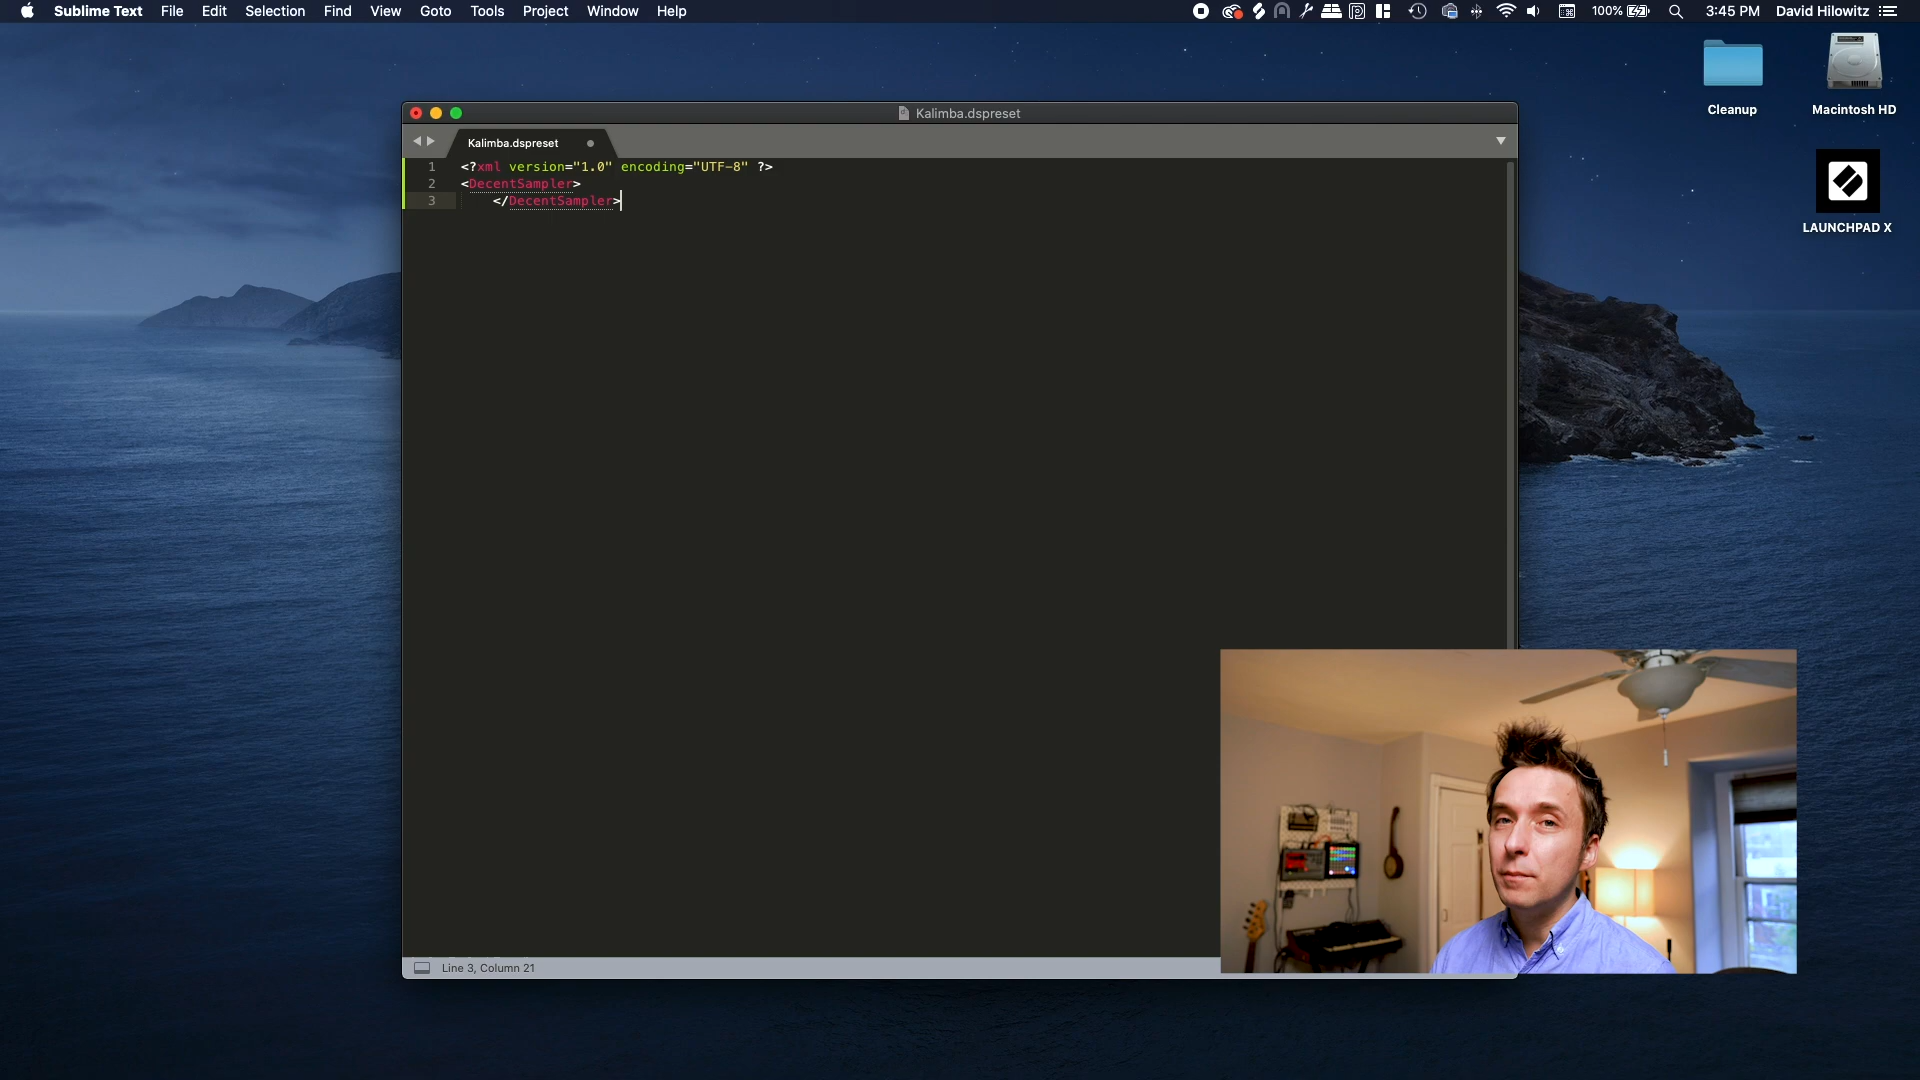 Sublime Text File Edit Selection Find View Goto Tools Project Window Help 100% 3:45 PM David Hilowitz
Cleanup
Macintosh HD
LAUNCHPAD X
Kalimba.dspreset
Kalimba.dspreset
1 <?xml version="1.0" encoding="UTF-8" ?>
2 <DecentSampler>
3 </DecentSampler>
Line 3, Column 21